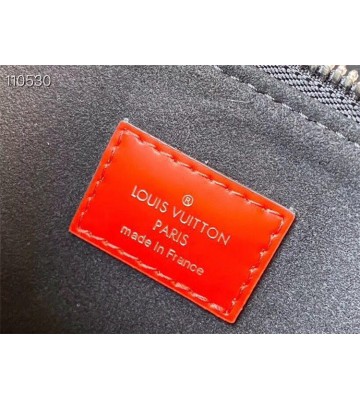 110530
®
LOUIS VUITTON
PARIS
made in France